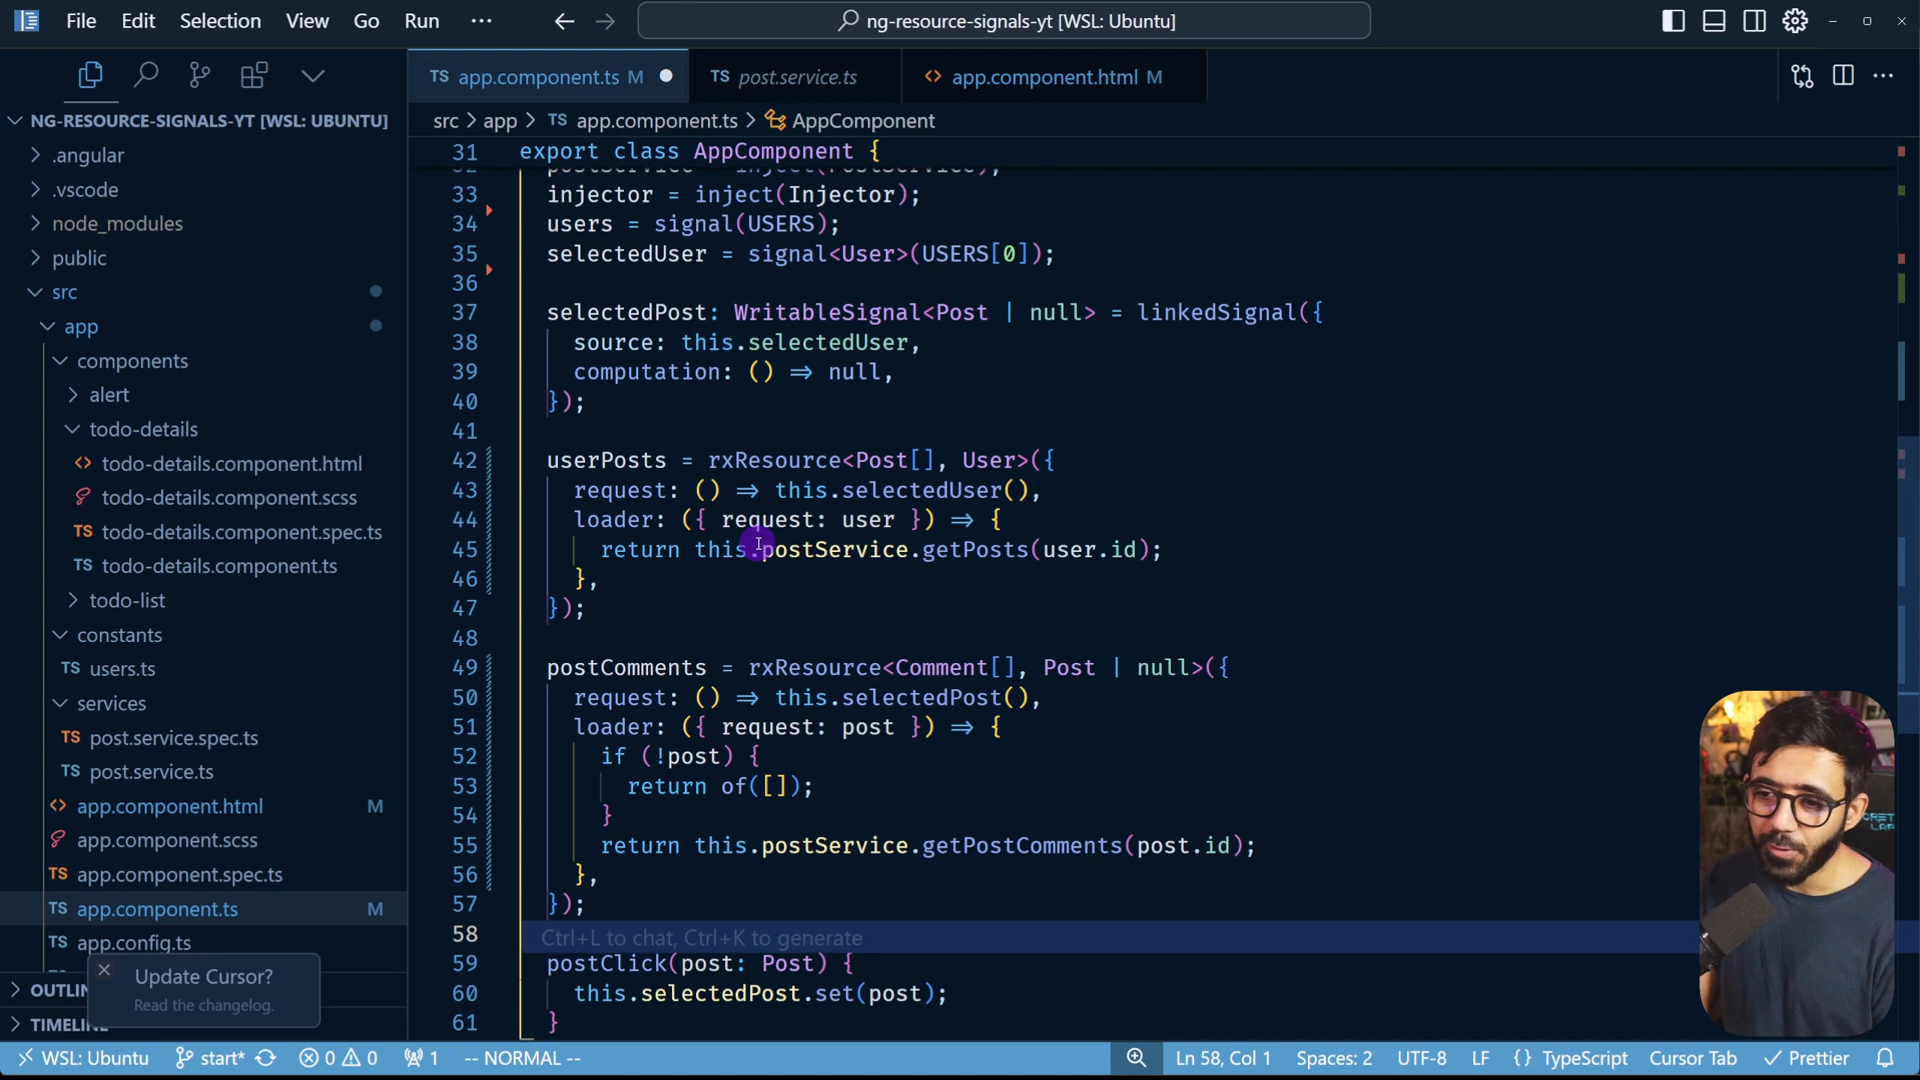 File Edit Selection View Go Run ···
ng-resource-signals-yt [WSL: Ubuntu]
TS app.component.ts M
TS post.service.ts
<> app.component.html M
NG-RESOURCE-SIGNALS-YT [WSL: UBUNTU]
.angular
.vscode
node_modules
public
src
app
components
alert
todo-details
<> todo-details.component.html
todo-details.component.scss
TS todo-details.component.spec.ts
TS todo-details.component.ts
todo-list
constants
TS users.ts
services
TS post.service.spec.ts
TS post.service.ts
<> app.component.html M
app.component.scss
TS app.component.spec.ts
TS app.component.ts M
TS app.config.ts
Update Cursor?
Read the changelog.
TIMELINE
src > app > TS app.component.ts > AppComponent
31 export class AppComponent {
33 injector = inject(Injector);
34 users = signal(USERS);
35 selectedUser = signal<User>(USERS[0]);
36
37 selectedPost: WritableSignal<Post | null> = linkedSignal({
38 source: this.selectedUser,
39 computation: () => null,
40 });
41
42 userPosts = rxResource<Post[], User>({
43 request: () => this.selectedUser(),
44 loader: ({ request: user }) => {
45 return this.postService.getPosts(user.id);
46 },
47 });
48
49 postComments = rxResource<Comment[], Post | null>({
50 request: () => this.selectedPost(),
51 loader: ({ request: post }) => {
52 if (!post) {
53 return of([]);
54 }
55 return this.postService.getPostComments(post.id);
56 },
57 });
58 Ctrl+L to chat, Ctrl+K to generate
59 postClick(post: Post) {
60 this.selectedPost.set(post);
61 }
WSL: Ubuntu start* 0 0 1 -- NORMAL -- Ln 58, Col 1 Spaces: 2 UTF-8 LF {} TypeScript Cursor Tab Prettier